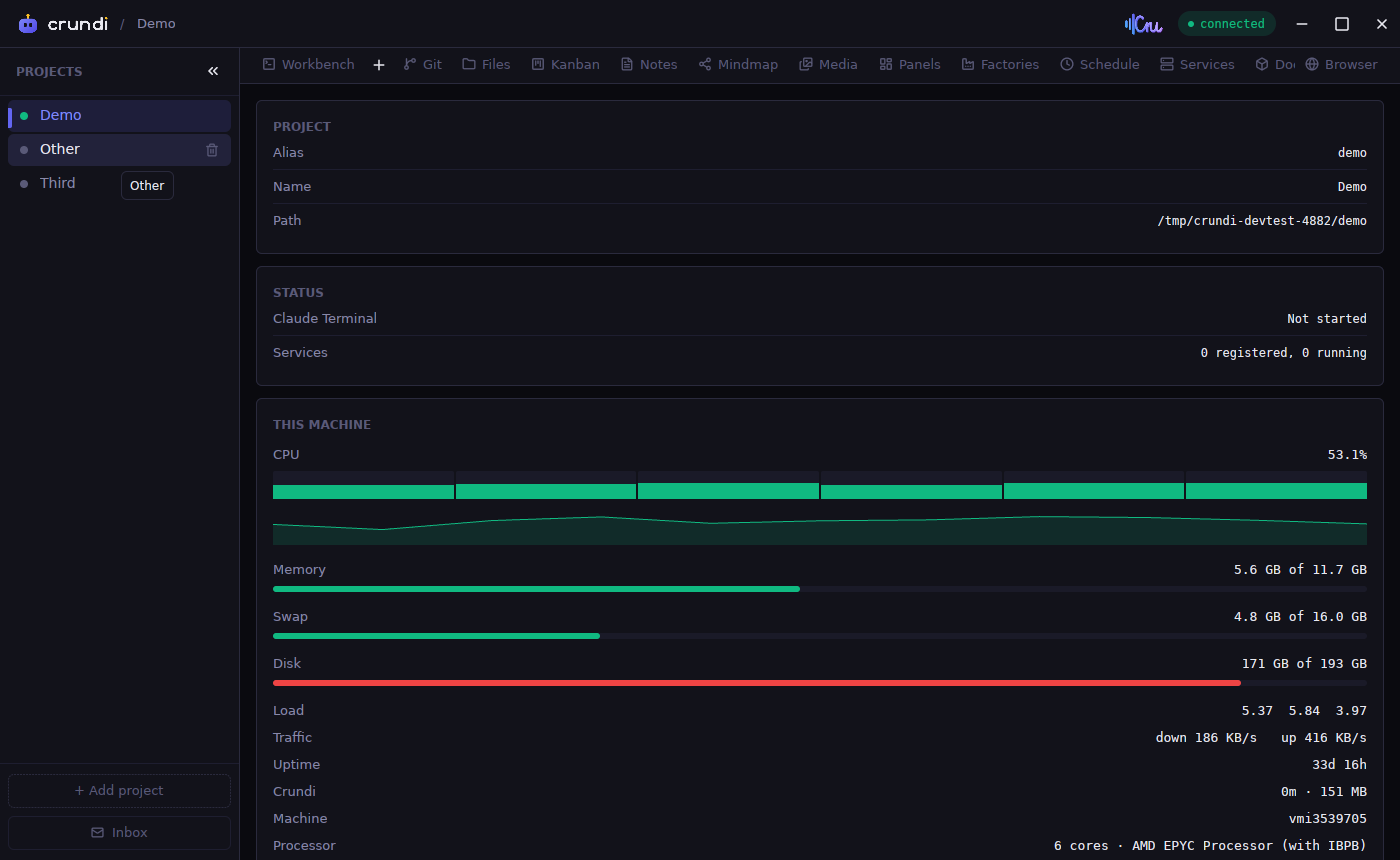 crundi / Demo
Cru
connected
PROJECTS
Workbench + Git Files Kanban Notes Mindmap Media Panels Factories Schedule Services Browser
Demo
Other
Third
Other
+ Add project
Inbox
PROJECT
Alias demo
Name Demo
Path /tmp/crundi-devtest-4882/demo
STATUS
Claude Terminal Not started
Services 0 registered, 0 running
THIS MACHINE
CPU 53.1%
Memory 5.6 GB of 11.7 GB
Swap 4.8 GB of 16.0 GB
Disk 171 GB of 193 GB
Load 5.37 5.84 3.97
Traffic down 186 KB/s up 416 KB/s
Uptime 33d 16h
Crundi 0m · 151 MB
Machine vmi3539705
Processor 6 cores · AMD EPYC Processor (with IBPB)